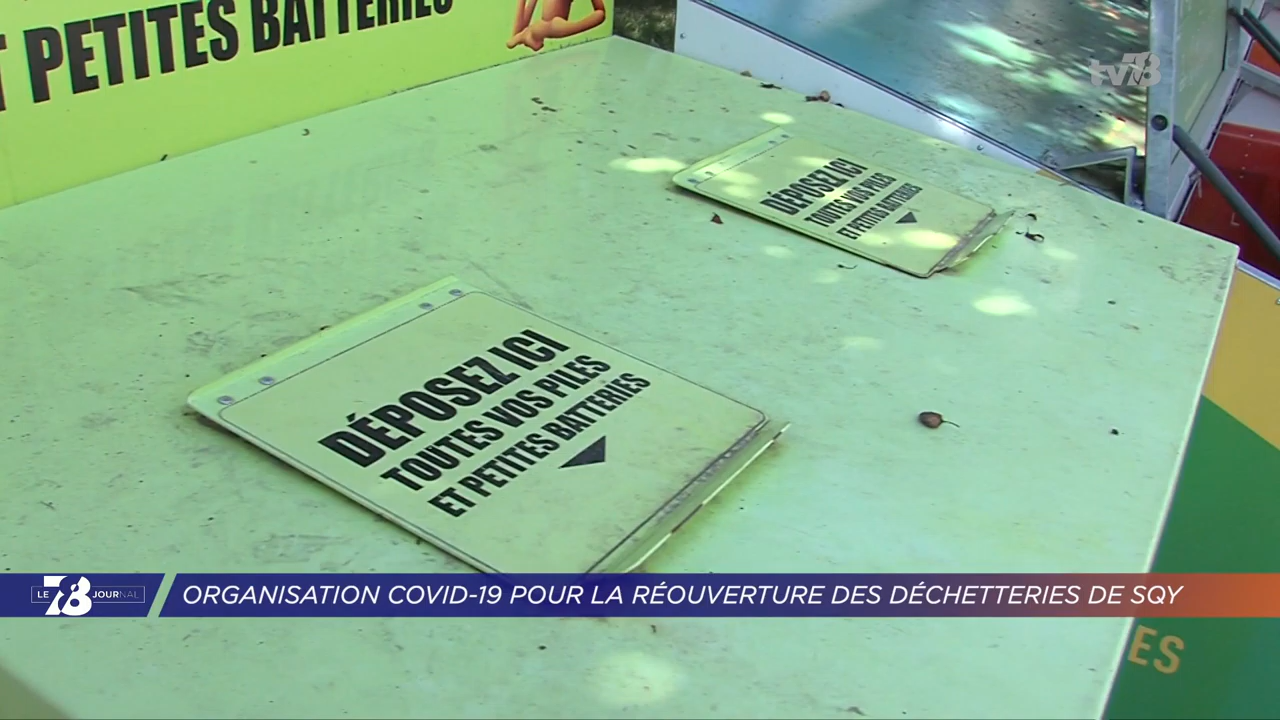 T PETITES BATTERIES
tv78
DÉPOSEZ ICI
TOUTES VOS PILES
ET PETITES BATTERIES
DÉPOSEZ ICI
TOUTES VOS PILES
ET PETITES BATTERIES
LE 78 JOURNAL
ORGANISATION COVID-19 POUR LA RÉOUVERTURE DES DÉCHETTERIES DE SQY
ES